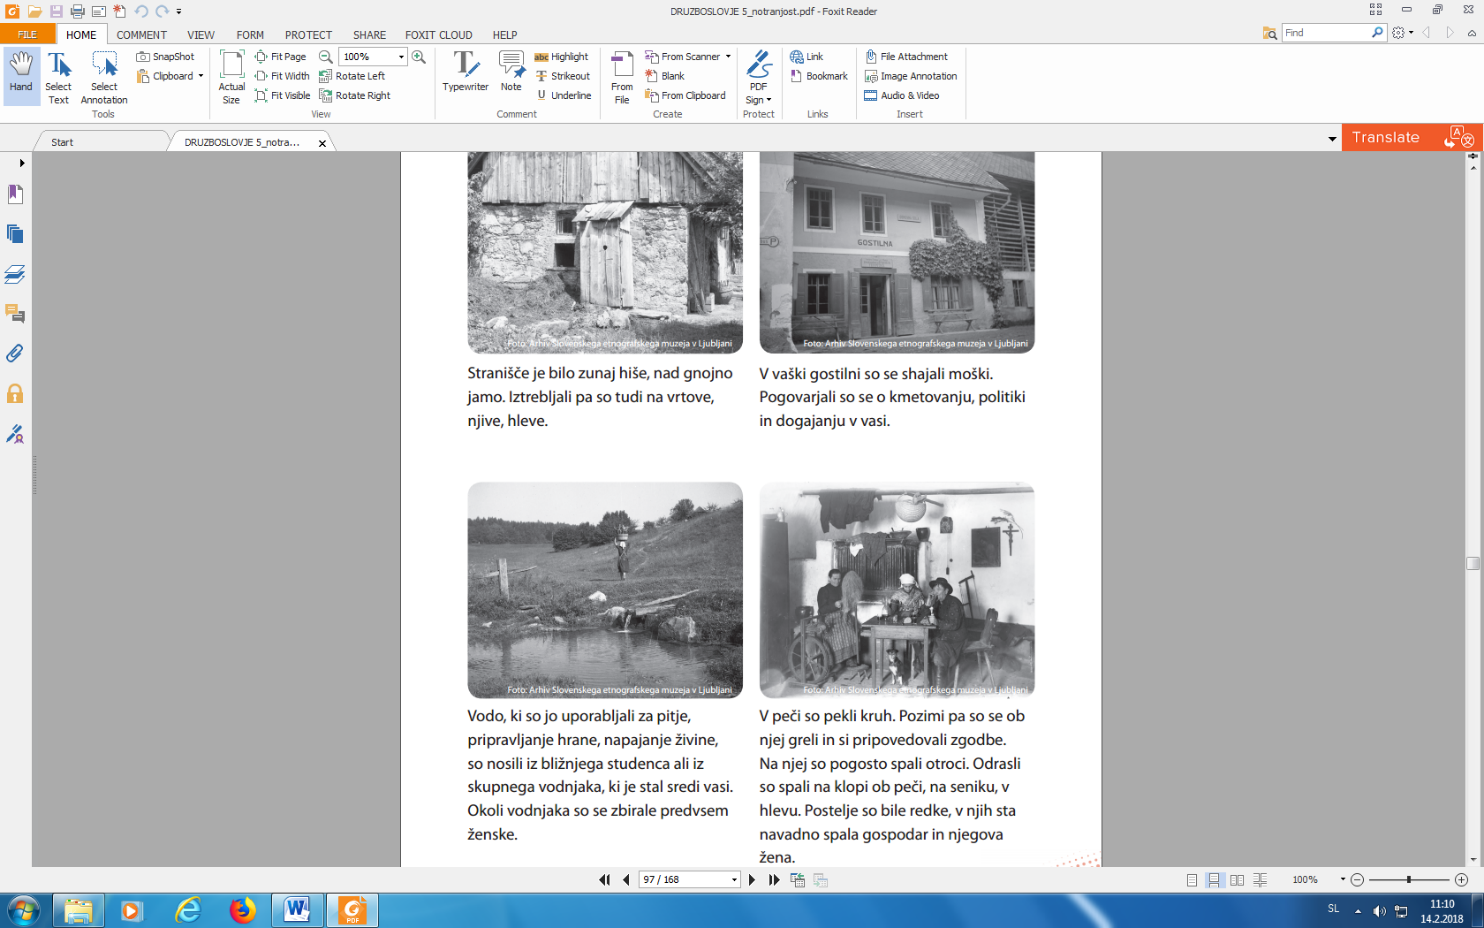 DRUZBOSLOVJE 5_notranjost.pdf - Foxit Reader
FILE HOME COMMENT VIEW FORM PROTECT SHARE FOXIT CLOUD HELP
Find
Hand
Select Text
Select Annotation
SnapShot
Clipboard
Tools
Actual Size
Fit Page
Fit Width
Fit Visible
100%
Rotate Left
Rotate Right
View
Typewriter
Note
Highlight
Strikeout
Underline
Comment
From File
From Scanner
Blank
From Clipboard
Create
PDF Sign
Protect
Link
Bookmark
Links
File Attachment
Image Annotation
Audio & Video
Insert
Start
DRUZBOSLOVJE 5_notra...
Translate
GOSTILNA
Foto: Arhiv Slovenskega etnografskega muzeja v Ljubljani
Foto: Arhiv Slovenskega etnografskega muzeja v Ljubljani
Stranišče je bilo zunaj hiše, nad gnojno
jamo. Iztrebljali pa so tudi na vrtove,
njive, hleve.
V vaški gostilni so se shajali moški.
Pogovarjali so se o kmetovanju, politiki
in dogajanju v vasi.
Foto: Arhiv Slovenskega etnografskega muzeja v Ljubljani
Foto: Arhiv Slovenskega etnografskega muzeja v Ljubljani
Vodo, ki so jo uporabljali za pitje,
pripravljanje hrane, napajanje živine,
so nosili iz bližnjega studenca ali iz
skupnega vodnjaka, ki je stal sredi vasi.
Okoli vodnjaka so se zbirale predvsem
ženske.
V peči so pekli kruh. Pozimi pa so se ob
njej greli in si pripovedovali zgodbe.
Na njej so pogosto spali otroci. Odrasli
so spali na klopi ob peči, na seniku, v
hlevu. Postelje so bile redke, v njih sta
navadno spala gospodar in njegova
žena.
97 / 168
100%
SL
11:10
14.2.2018